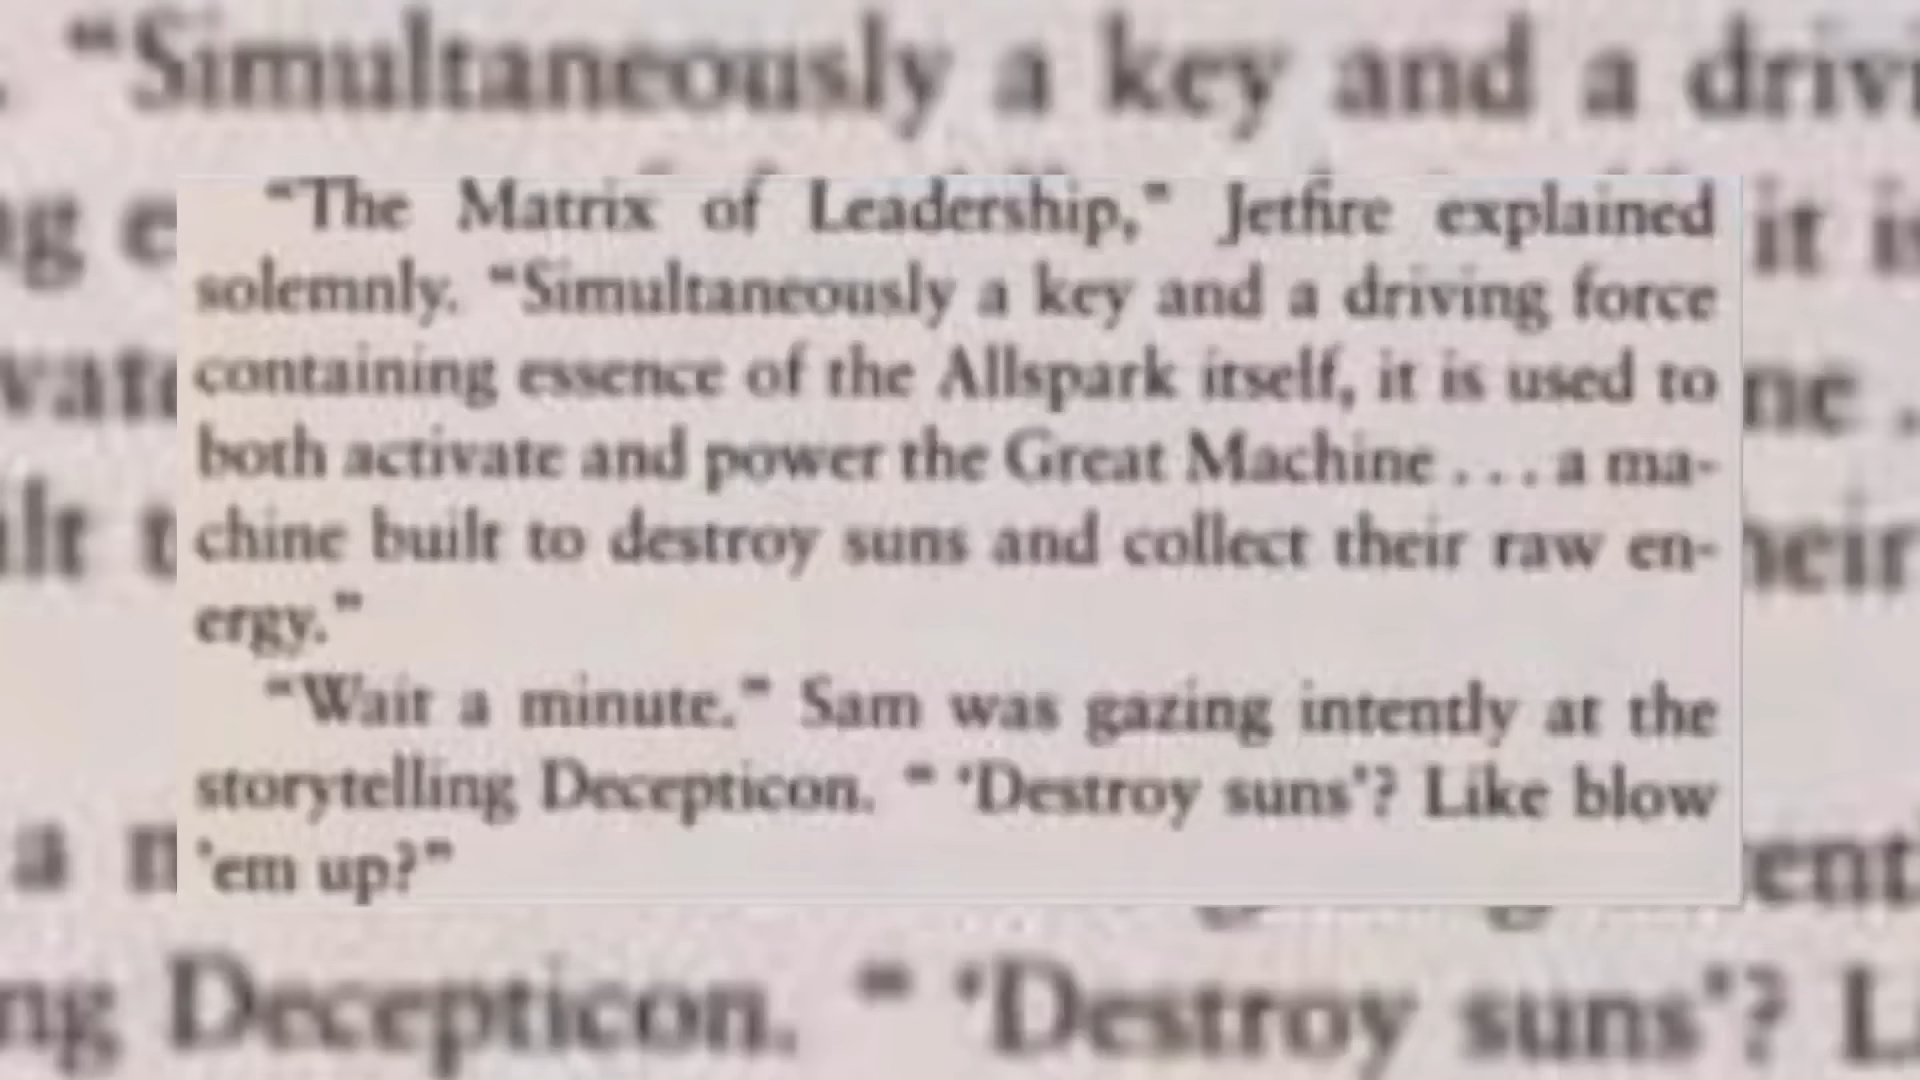 “The Matrix of Leadership,” Jetfire explained
solemnly. “Simultaneously a key and a driving force
containing essence of the Allspark itself, it is used to
both activate and power the Great Machine . . . a ma-
chine built to destroy suns and collect their raw en-
ergy.”
“Wait a minute.” Sam was gazing intently at the
storytelling Decepticon. “ ‘Destroy suns’? Like blow
’em up?”